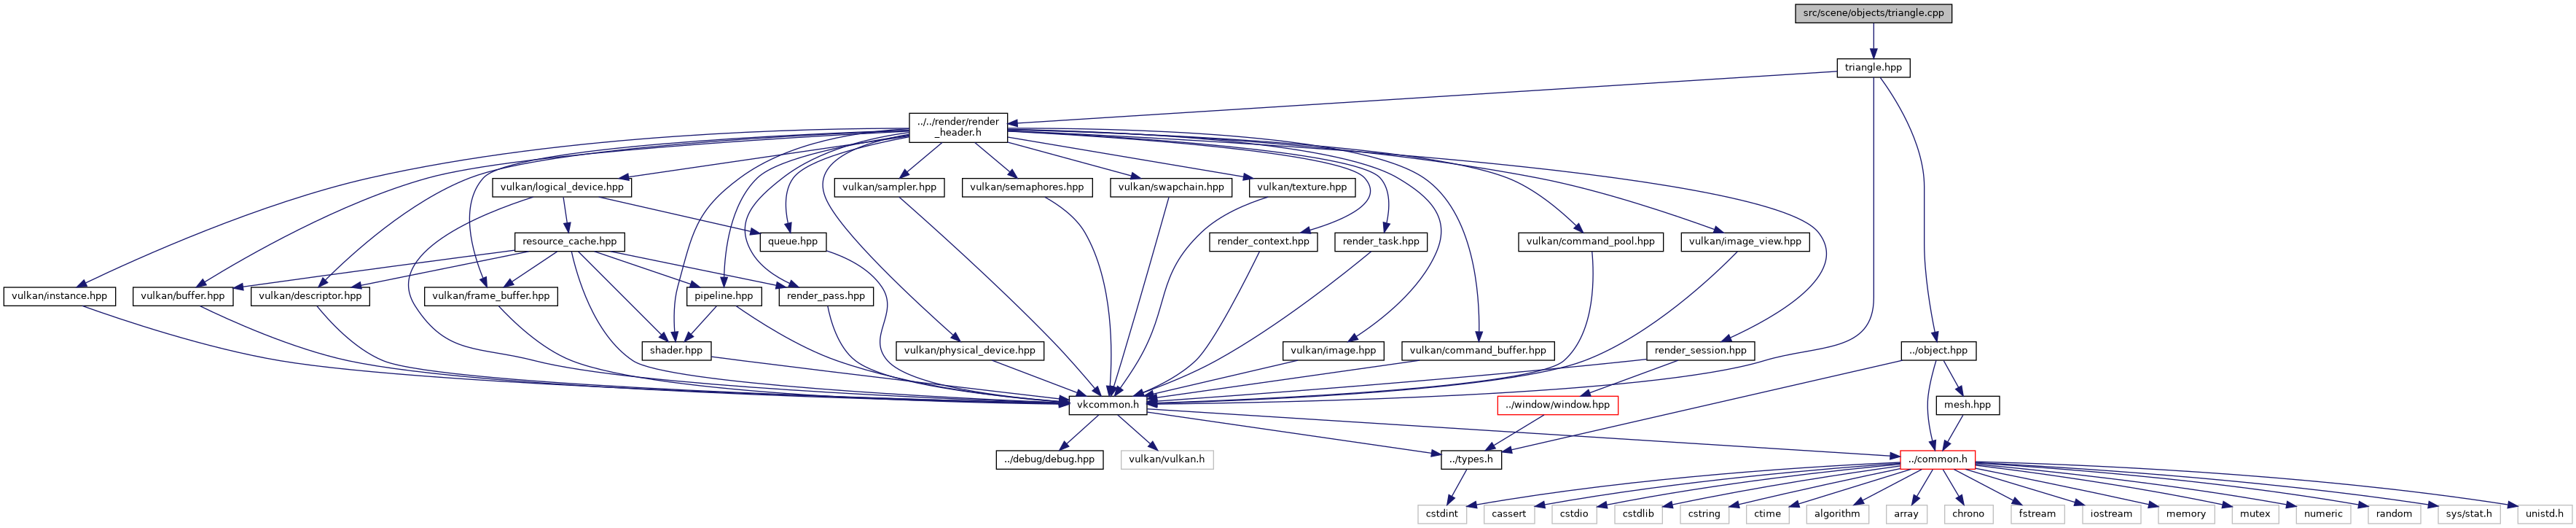 src/scene/objects/triangle.cpp
triangle.hpp
../../render/render
_header.h
vulkan/logical_device.hpp
vulkan/sampler.hpp
vulkan/semaphores.hpp
vulkan/swapchain.hpp
vulkan/texture.hpp
resource_cache.hpp
queue.hpp
render_context.hpp
render_task.hpp
vulkan/command_pool.hpp
vulkan/image_view.hpp
vulkan/instance.hpp
vulkan/buffer.hpp
vulkan/descriptor.hpp
vulkan/frame_buffer.hpp
pipeline.hpp
render_pass.hpp
shader.hpp
vulkan/physical_device.hpp
vulkan/image.hpp
vulkan/command_buffer.hpp
render_session.hpp
../object.hpp
vkcommon.h
../window/window.hpp
mesh.hpp
../debug/debug.hpp
vulkan/vulkan.h
../types.h
../common.h
cstdint
cassert
cstdio
cstdlib
cstring
ctime
algorithm
array
chrono
fstream
iostream
memory
mutex
numeric
random
sys/stat.h
unistd.h